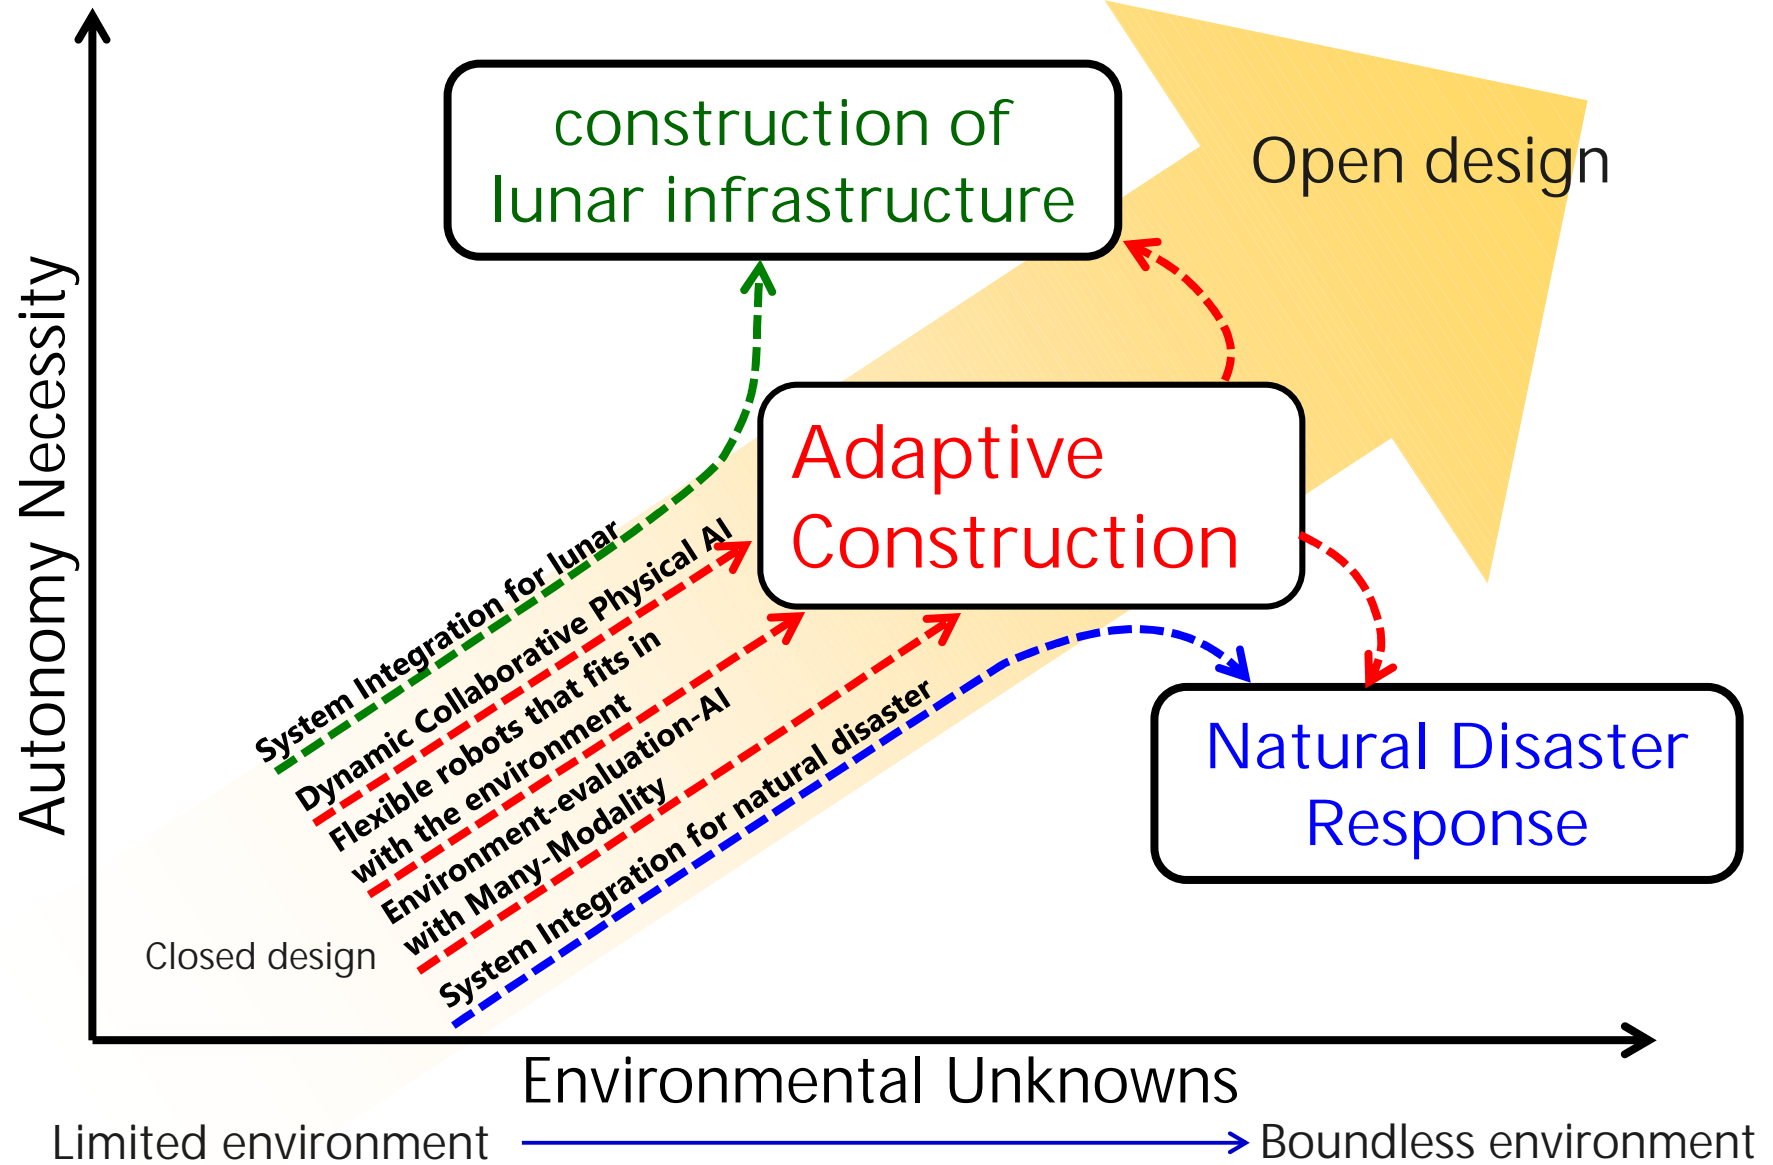 construction of
lunar infrastructure
Open design
Autonomy Necessity
Adaptive
Construction
System Integration for lunar
Dynamic Collaborative Physical AI
Flexible robots that fits in
with the environment
Environment-evaluation-AI
with Many-Modality
System Integration for natural disaster
Natural Disaster
Response
Closed design
Environmental Unknowns
Limited environment
Boundless environment